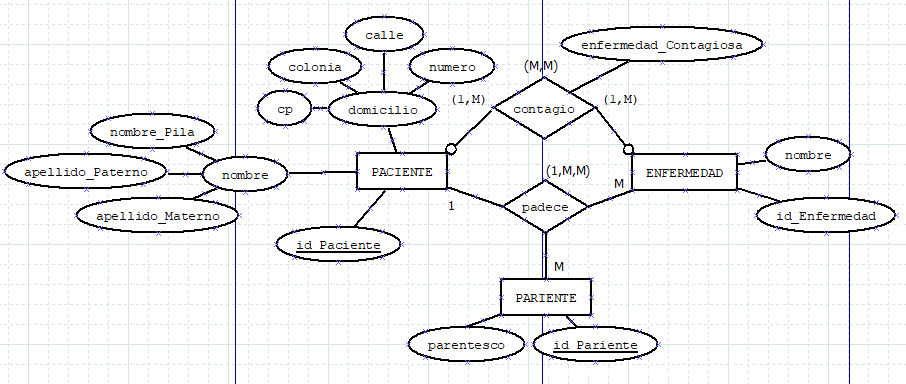 calle
enfermedad_Contagiosa
colonia
numero
(M,M)
cp
domicilio
(1,M)
contagio
(1,M)
nombre_Pila
nombre
apellido_Paterno
nombre
PACIENTE
(1,M,M)
ENFERMEDAD
apellido_Materno
1
padece
M
id_Enfermedad
id_Paciente
M
PARIENTE
parentesco
id_Pariente